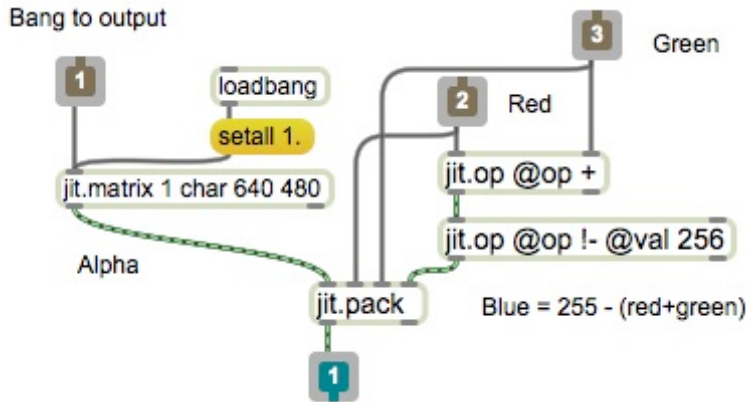 Bang to output
3
Green
1
loadbang
2
Red
setall 1.
jit.matrix 1 char 640 480
jit.op @op +
Alpha
jit.op @op !- @val 256
jit.pack
Blue = 255 - (red+green)
1